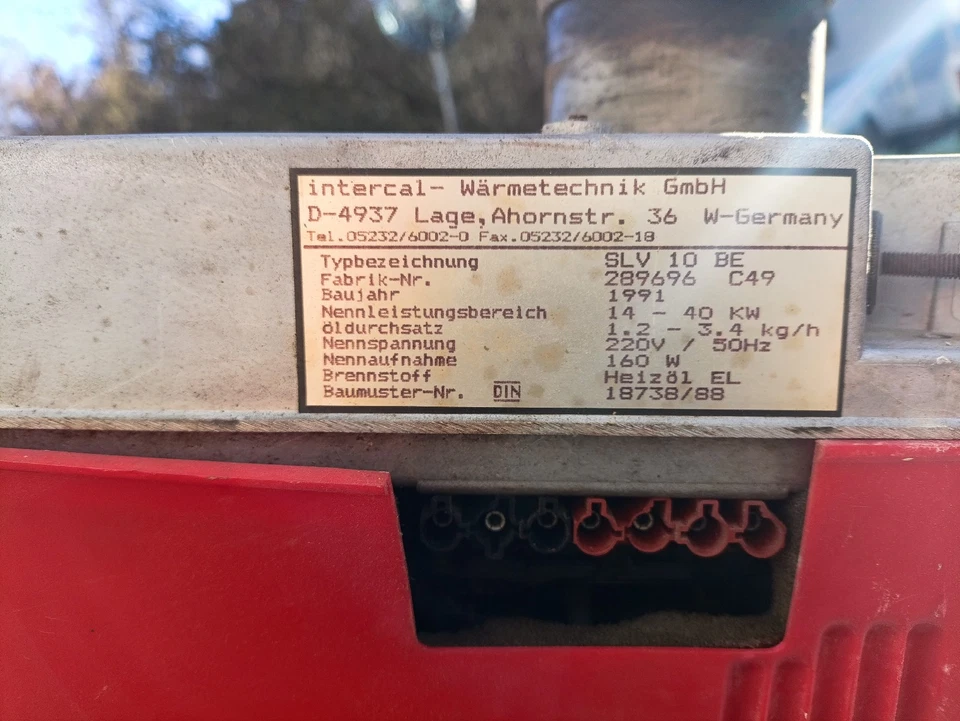 intercal- Wärmetechnik GmbH
D-4937 Lage, Ahornstr. 36 W-Germany
Tel.05232/6002-0 Fax.05232/6002-18
Typbezeichnung SLV 10 BE
Fabrik-Nr. 289696 C49
Baujahr 1991
Nennleistungsbereich 14 - 40 KW
öldurchsatz 1.2 - 3.4 kg/h
Nennspannung 220V / 50Hz
Nennaufnahme 160 W
Brennstoff Heizöl EL
Baumuster-Nr. DIN 18738/88